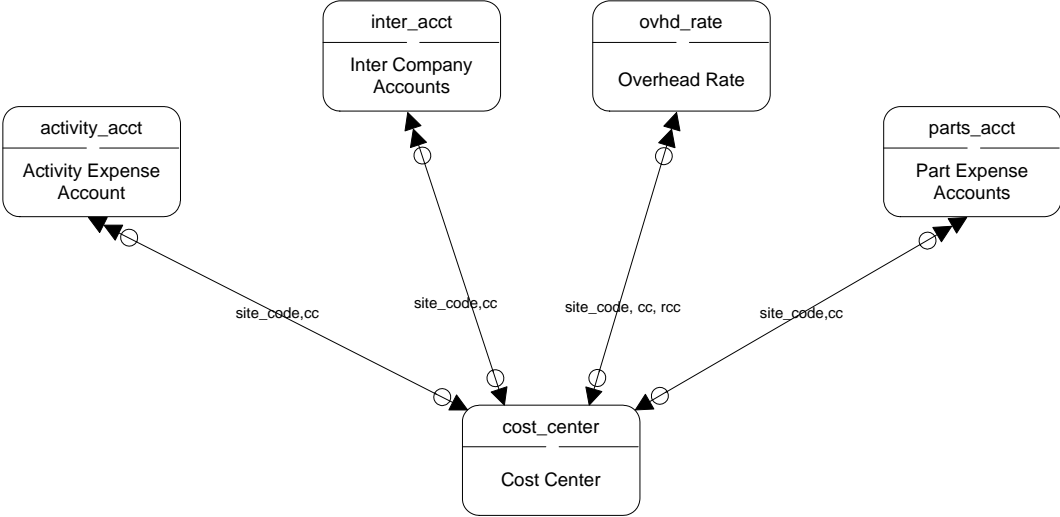 inter_acct
Inter Company
Accounts
ovhd_rate
Overhead Rate
activity_acct
Activity Expense
Account
parts_acct
Part Expense
Accounts
site_code,cc
site_code,cc
site_code, cc, rcc
site_code,cc
cost_center
Cost Center